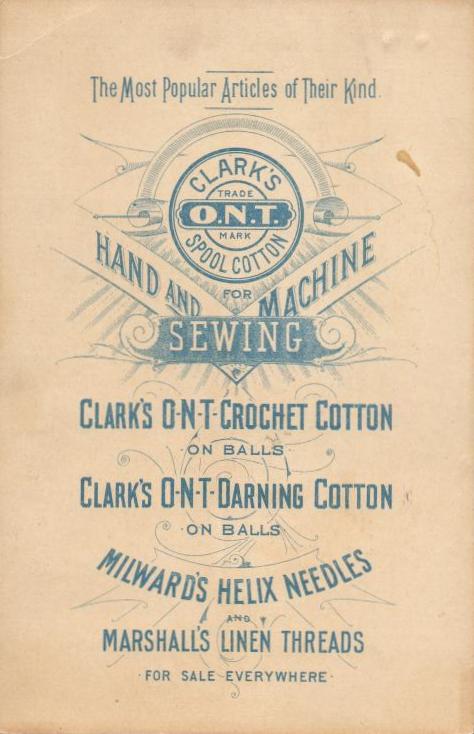 The Most Popular Articles of Their Kind.
CLARK'S
TRADE
O.N.T.
MARK
SPOOL COTTON
FOR
HAND AND MACHINE
SEWING
CLARK'S O·N·T·CROCHET COTTON
·ON BALLS·
CLARK'S O·N·T·DARNING COTTON
·ON BALLS·
MILWARD'S HELIX NEEDLES
AND
MARSHALL'S LINEN THREADS
·FOR SALE EVERYWHERE·